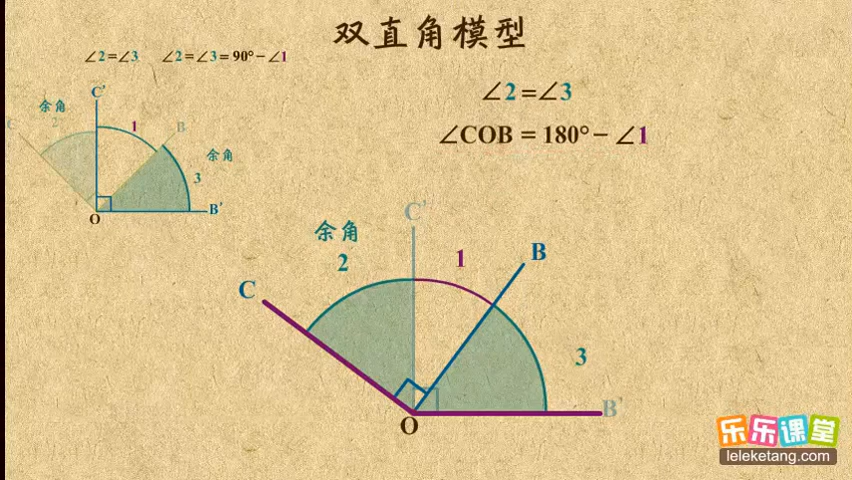 双直角模型
∠2=∠3 ∠2=∠3=90°-∠1
∠2=∠3
∠COB = 180°- ∠1
C'
余角
2
C
1
B
余角
3
B'
O
C'
余角
2
1
B
C
3
B'
O
乐乐课堂
leleketang.com